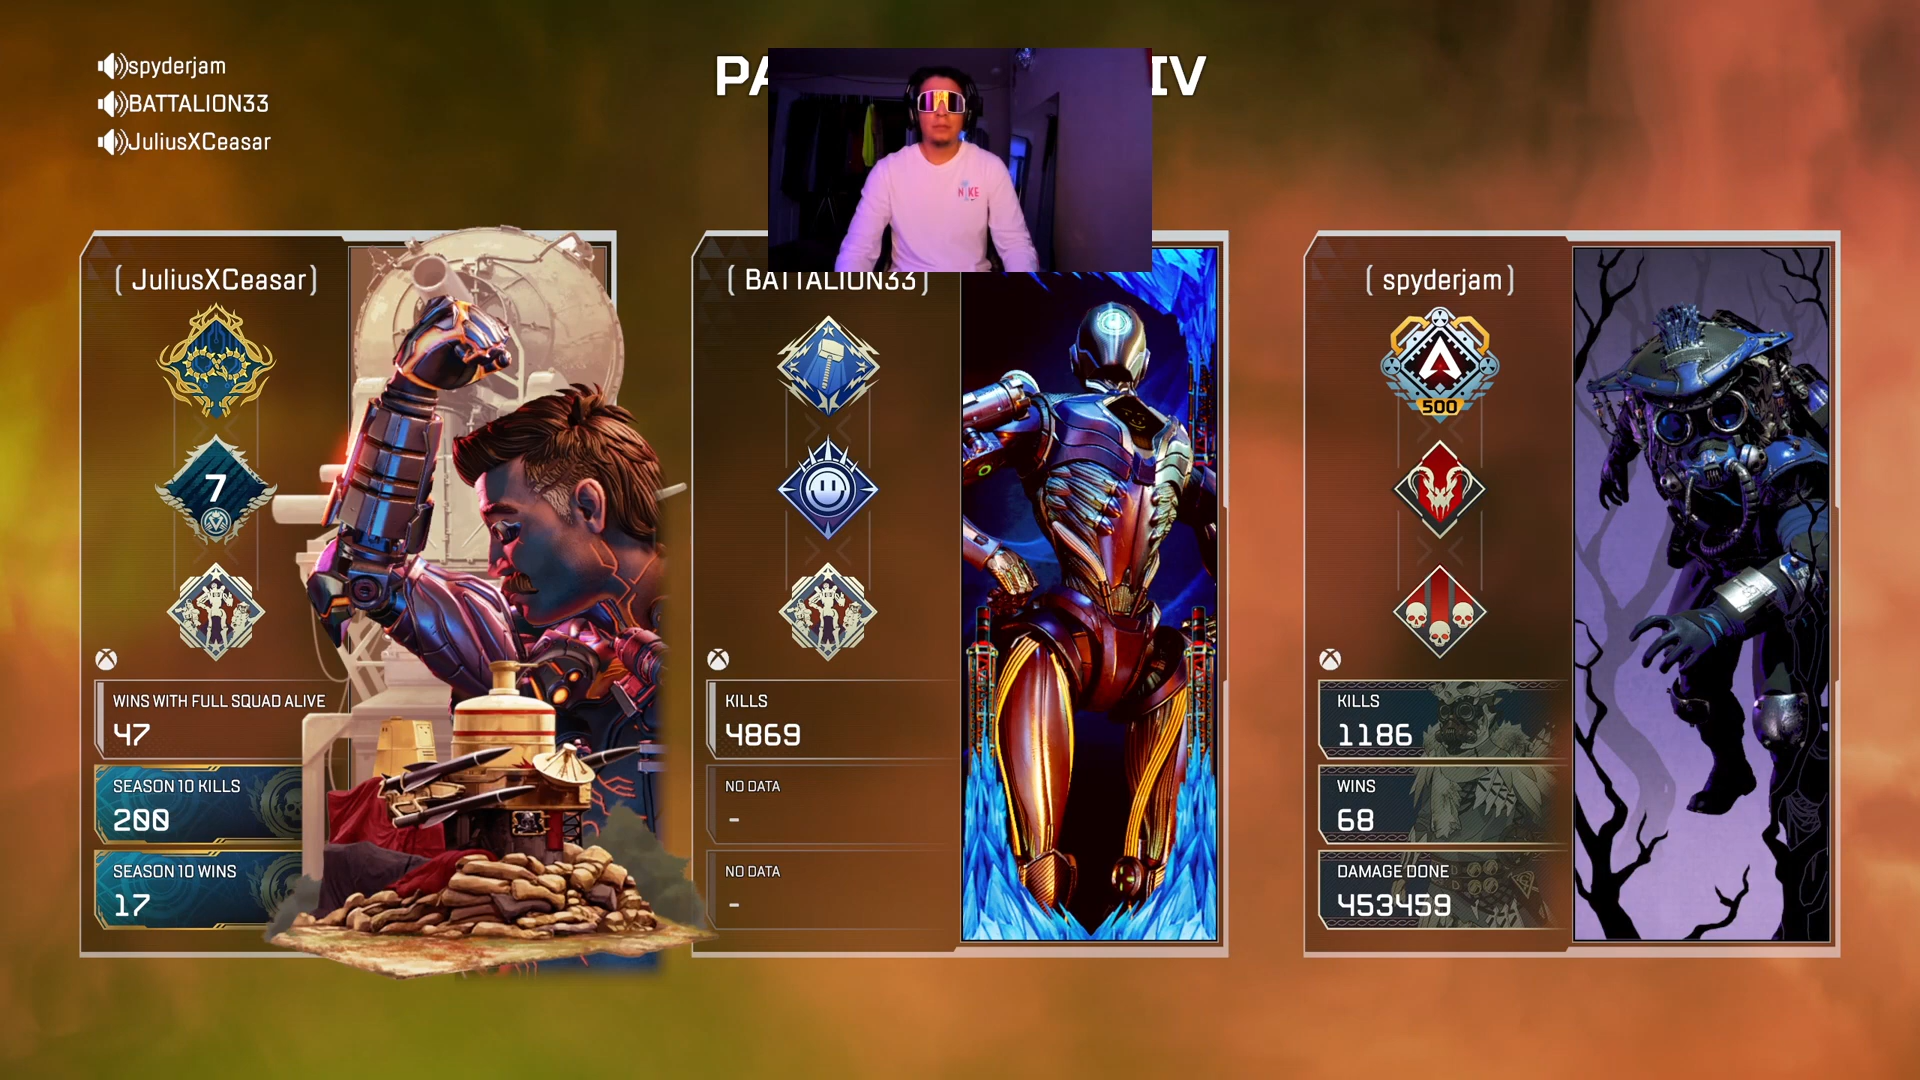 spyderjam
BATTALION33
JuliusXCeasar
IV
JuliusXCeasar
7
WINS WITH FULL SQUAD ALIVE
47
SEASON 10 KILLS
200
SEASON 10 WINS
17
NIKE
BATTALION33
KILLS
4869
NO DATA
-
NO DATA
-
spyderjam
500
KILLS
1186
WINS
68
DAMAGE DONE
453459